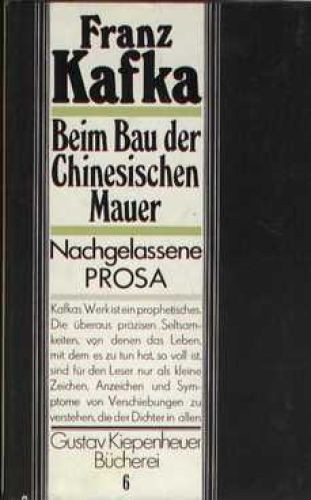 Franz
Kafka
Beim Bau der
Chinesischen
Mauer
Nachgelassene
PROSA
Kafkas Werk ist ein prophetisches.
Die überaus präzisen Seltsam-
keiten, von denen das Leben,
mit dem es zu tun hat, so voll ist,
sind für den Leser nur als kleine
Zeichen, Anzeichen und Sym-
ptome von Verschiebungen zu
verstehen, die der Dichter in allen
Gustav Kiepenheuer
Bücherei
6